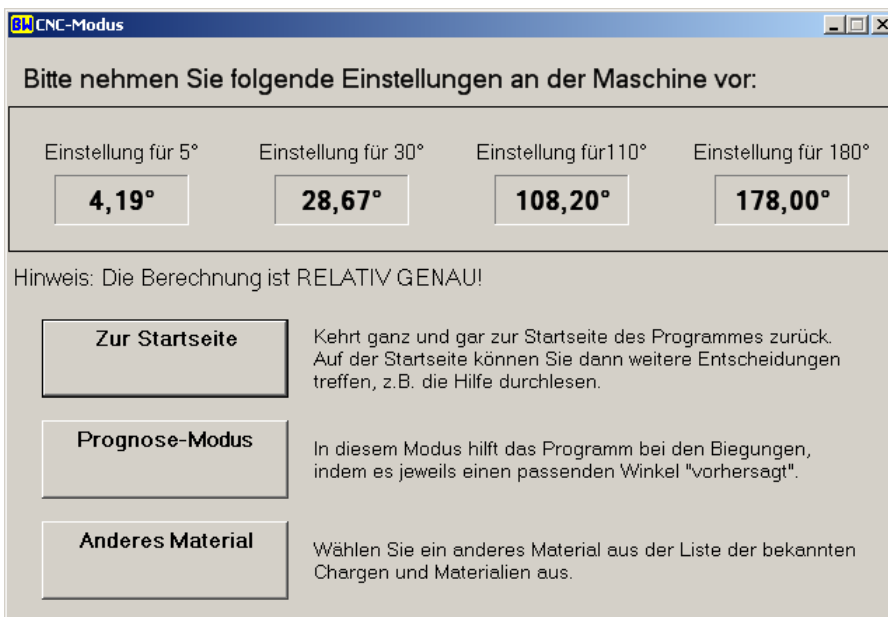 BW CNC-Modus
Bitte nehmen Sie folgende Einstellungen an der Maschine vor:
Einstellung für 5° Einstellung für 30° Einstellung für110° Einstellung für 180°
4,19° 28,67° 108,20° 178,00°
Hinweis: Die Berechnung ist RELATIV GENAU!
Zur Startseite
Kehrt ganz und gar zur Startseite des Programmes zurück.
Auf der Startseite können Sie dann weitere Entscheidungen
treffen, z.B. die Hilfe durchlesen.
Prognose-Modus
In diesem Modus hilft das Programm bei den Biegungen,
indem es jeweils einen passenden Winkel "vorhersagt".
Anderes Material
Wählen Sie ein anderes Material aus der Liste der bekannten
Chargen und Materialien aus.